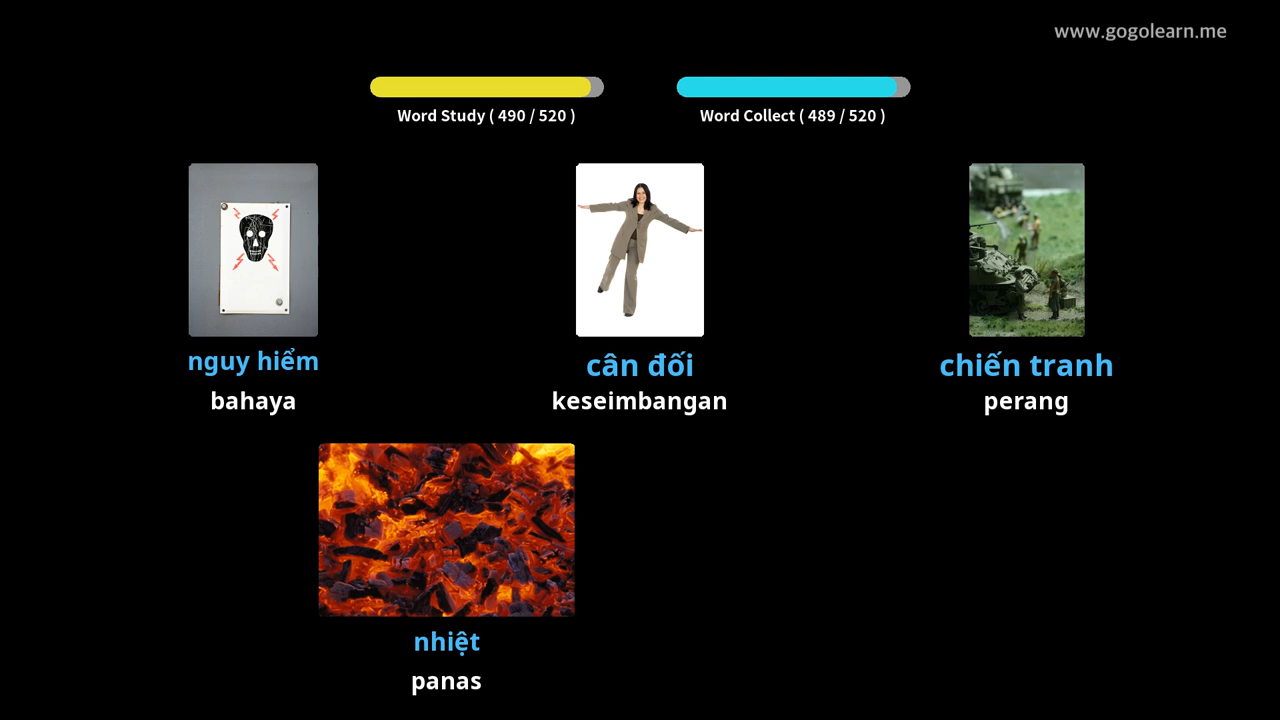 www.gogolearn.me
Word Study ( 490 / 520 )
Word Collect ( 489 / 520 )
nguy hiểm
bahaya
cân đối
keseimbangan
chiến tranh
perang
nhiệt
panas